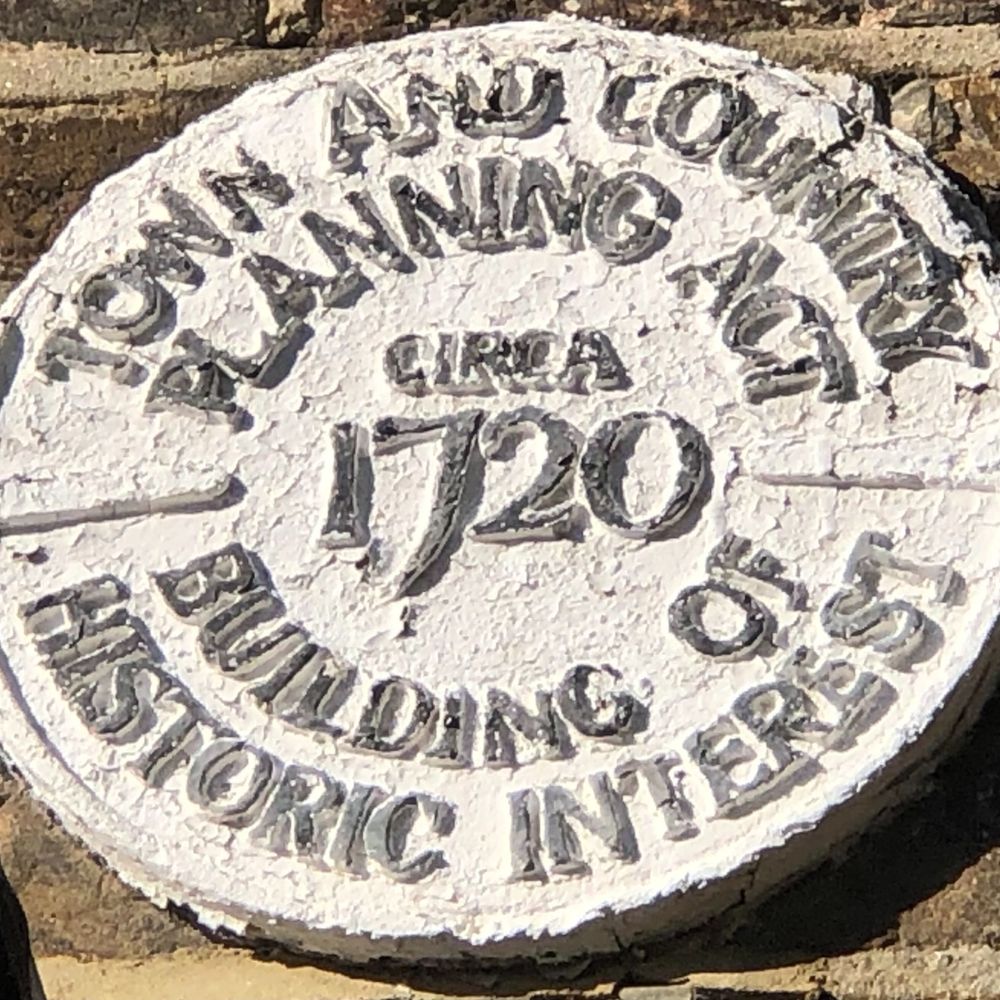 TOWN AND COUNTRY
PLANNING ACT
CIRCA
1720
BUILDING OF
HISTORIC INTEREST